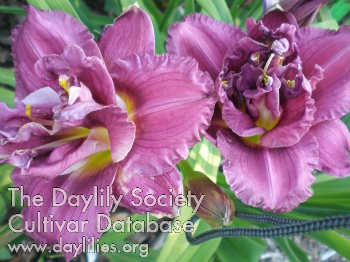 The Daylily Society
Cultivar Database
www.daylilies.org